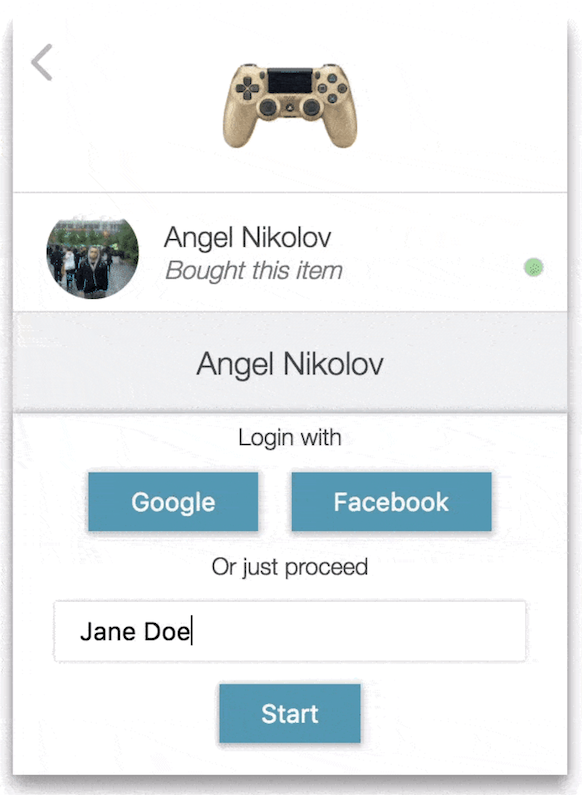 Angel Nikolov
Bought this item
Angel Nikolov
Login with
Google Facebook
Or just proceed
Jane Doe
Start